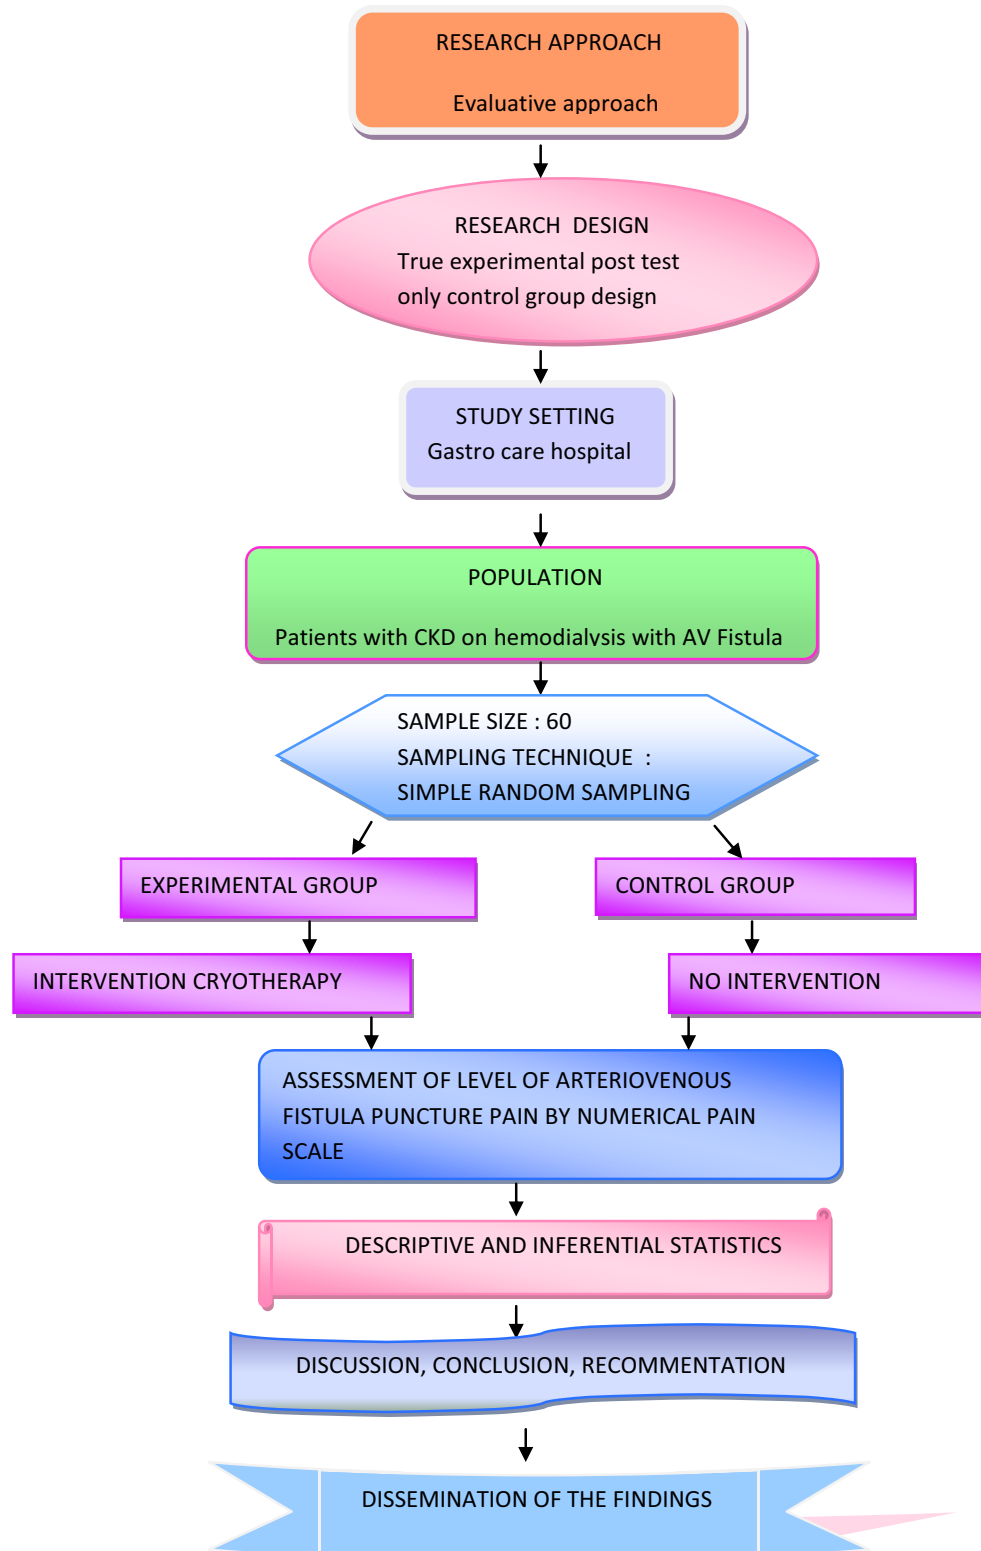 RESEARCH APPROACH
Evaluative approach
RESEARCH DESIGN
True experimental post test
only control group design
STUDY SETTING
Gastro care hospital
POPULATION
Patients with CKD on hemodialysis with AV Fistula
SAMPLE SIZE : 60
SAMPLING TECHNIQUE :
SIMPLE RANDOM SAMPLING
EXPERIMENTAL GROUP
CONTROL GROUP
INTERVENTION CRYOTHERAPY
NO INTERVENTION
ASSESSMENT OF LEVEL OF ARTERIOVENOUS
FISTULA PUNCTURE PAIN BY NUMERICAL PAIN
SCALE
DESCRIPTIVE AND INFERENTIAL STATISTICS
DISCUSSION, CONCLUSION, RECOMMENTATION
DISSEMINATION OF THE FINDINGS